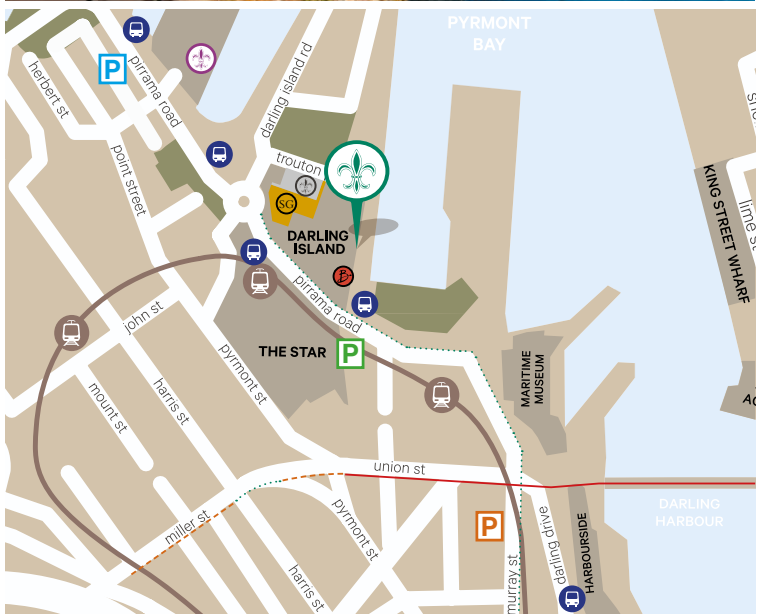 PYRMONT
BAY
P
herbert st
pirrama road
darling island rd
point street
trouton
SG
DARLING
ISLAND
B
pirrama road
KING STREET WHARF
lime st
john st
THE STAR
P
pyrmont st
MARITIME
MUSEUM
mount st
harris st
union st
miller st
pyrmont st
P
murray st
darling drive
HARBOURSIDE
DARLING
HARBOUR
harris st